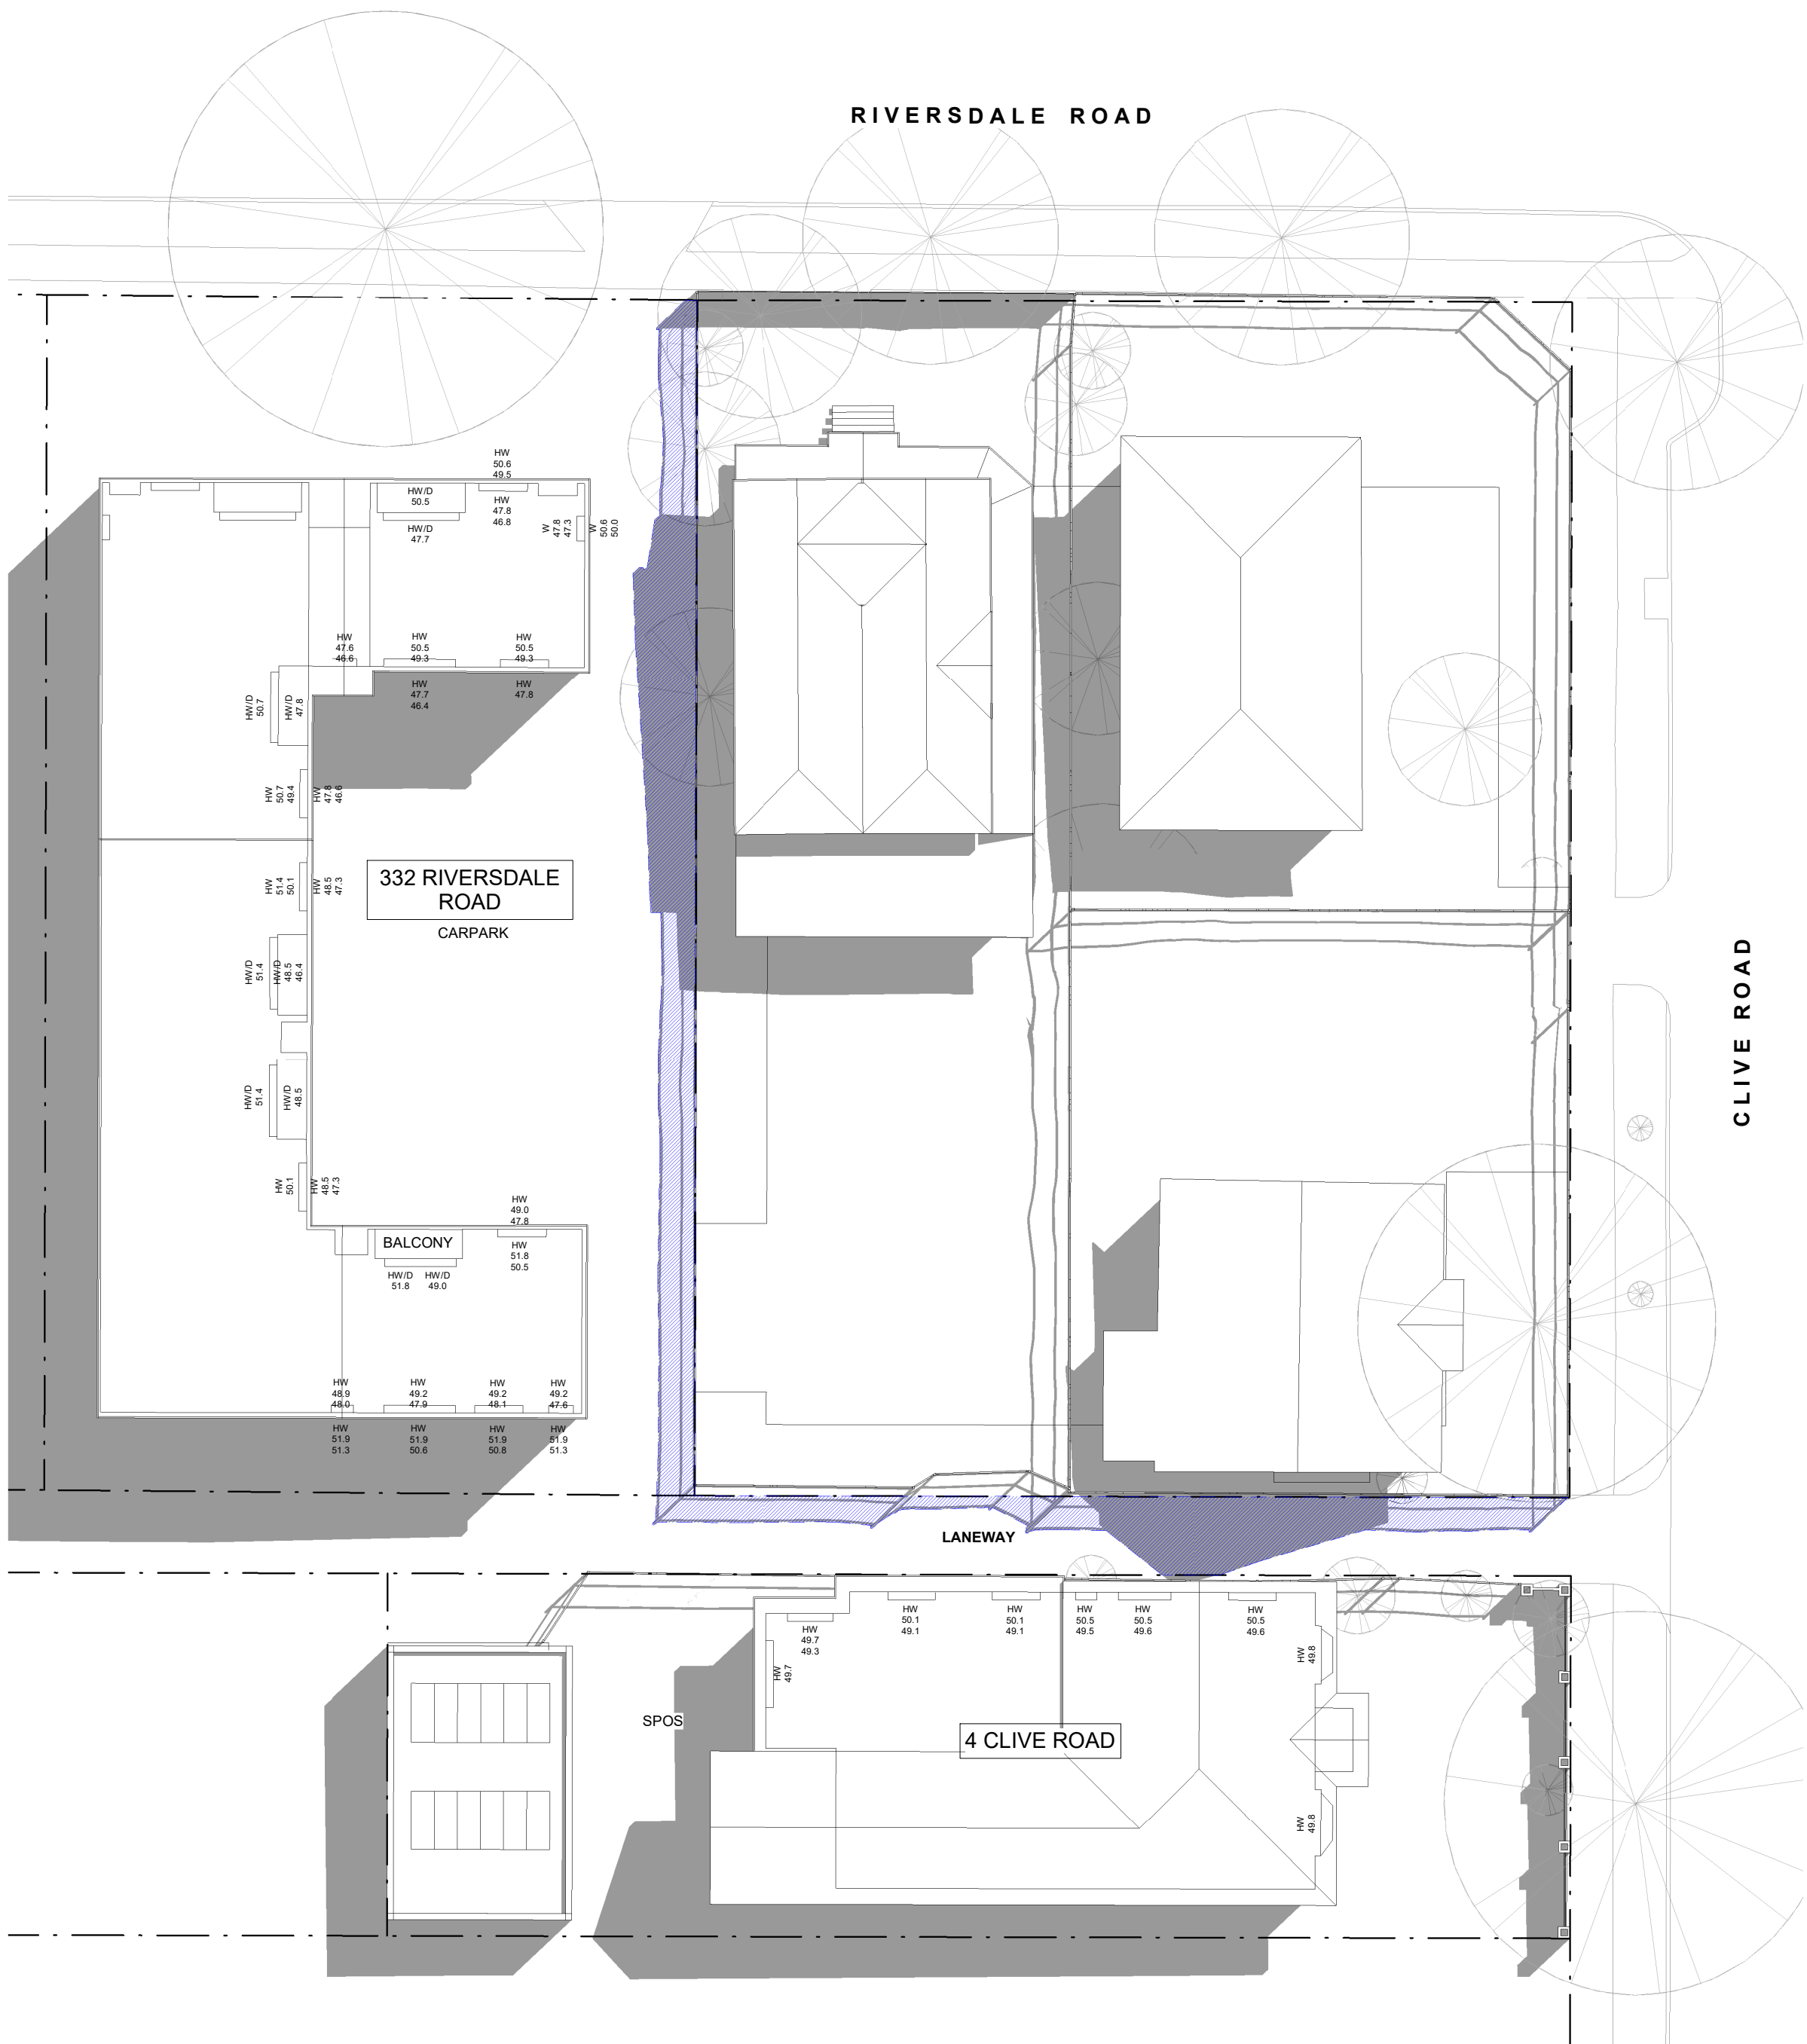 RIVERSDALE ROAD
HW
50.6
49.5
HW/D
50.5
HW
47.8
46.8
HW/D
47.7
W
47.8
47.3
W
50.6
50.0
HW
47.6
46.6
HW
50.5
49.3
HW
50.5
49.3
HW
47.7
46.4
HW
47.8
HW/D
50.7
HW/D
47.8
HW
50.7
49.4
HW
47.8
46.6
332 RIVERSDALE
ROAD
CARPARK
HW
51.4
50.1
HW
48.5
47.3
HW/D
51.4
HW/D
48.5
46.4
CLIVE ROAD
HW/D
51.4
HW/D
48.5
HW
50.1
HW
48.5
47.3
HW
49.0
47.8
BALCONY
HW
51.8
50.5
HW/D
51.8
HW/D
49.0
HW
48.9
48.0
HW
49.2
47.9
HW
49.2
48.1
HW
49.2
47.6
HW
51.9
51.3
HW
51.9
50.6
HW
51.9
50.8
HW
51.9
51.3
LANEWAY
HW
49.7
49.3
HW
50.1
49.1
HW
50.1
49.1
HW
50.5
49.5
HW
50.5
49.6
HW
50.5
49.6
HW
49.7
HW
49.8
SPOS
4 CLIVE ROAD
HW
49.8